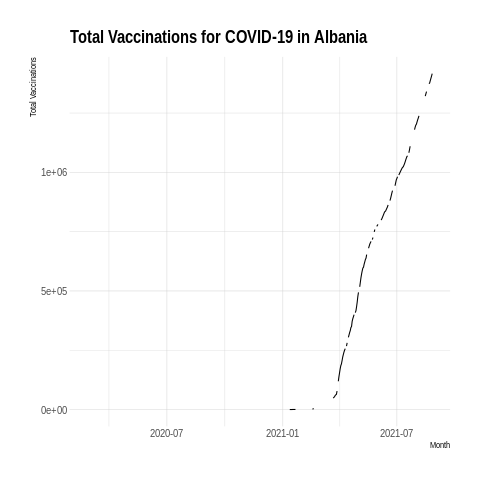 Total Vaccinations for COVID-19 in Albania
Total Vaccinations
1e+06
5e+05
0e+00
2020-07
2021-01
2021-07
Month